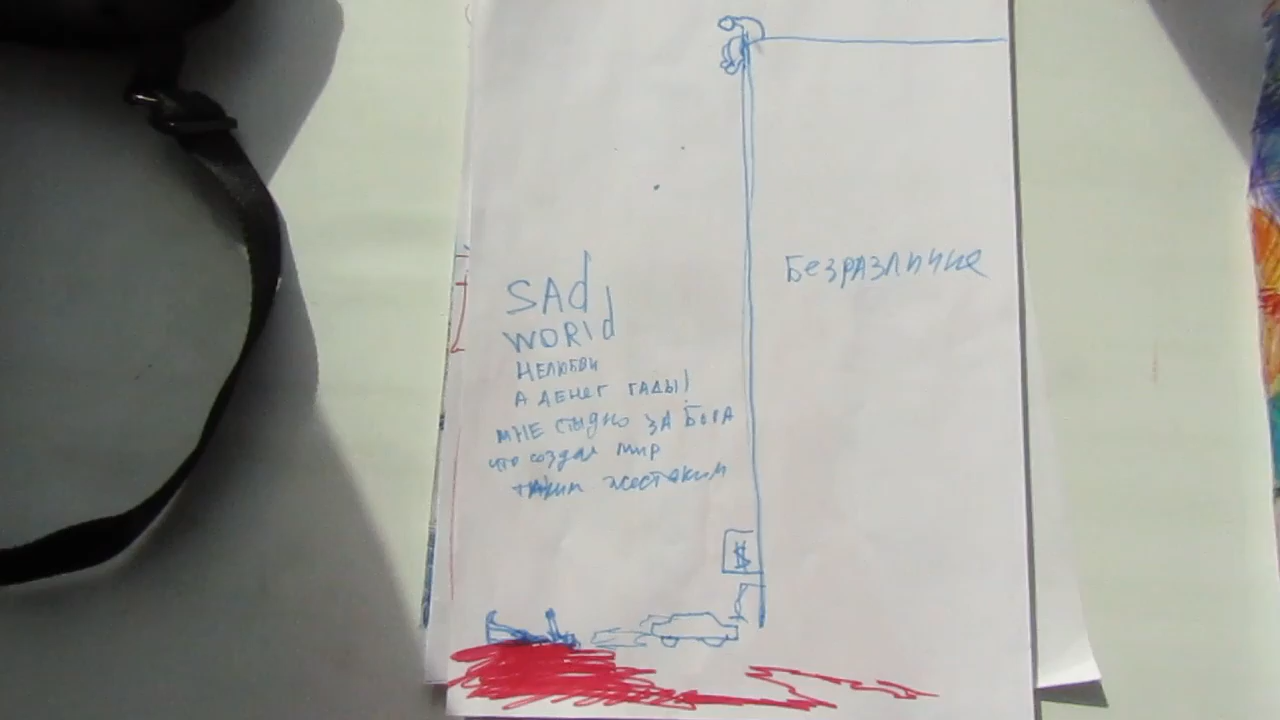 SAd
WORld
НЕЛЮБВИ
А ДЕНЕГ ГАДЫ!
МНЕ СТЫДНО ЗА БОГА
что создал мир
таким жестоким
Безразличие
$